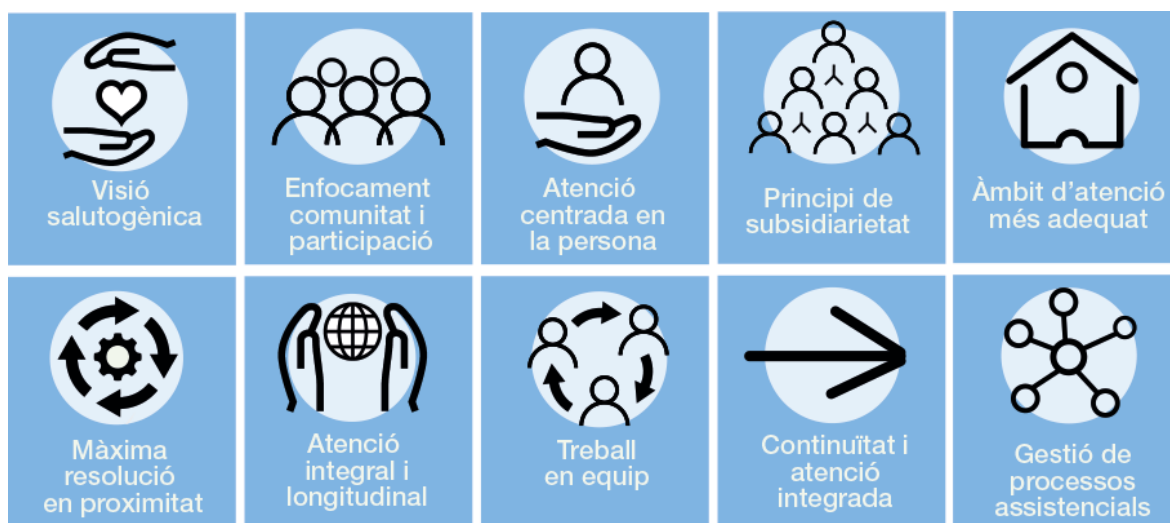 Visió
salutogènica
Enfocament
comunitat i
participació
Atenció
centrada en
la persona
Principi de
subsidiarietat
Àmbit d'atenció
més adequat
Màxima
resolució
en proximitat
Atenció
integral i
longitudinal
Treball
en equip
Continuïtat i
atenció
integrada
Gestió de
processos
assistencials